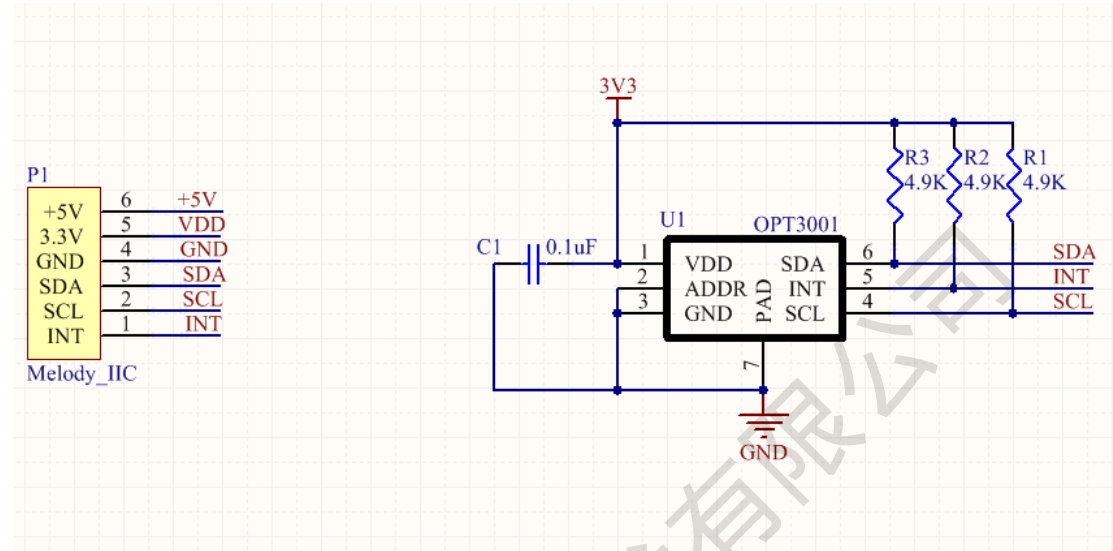 3V3
P1
+5V 6 +5V
3.3V 5 VDD
GND 4 GND
SDA 3 SDA
SCL 2 SCL
INT 1 INT
Melody_IIC
R3 R2 R1
4.9K 4.9K 4.9K
U1 OPT3001
C1 0.1uF
1 VDD SDA 6 SDA
2 ADDR INT 5 INT
3 GND SCL 4 SCL
PAD
7
GND
有限公司